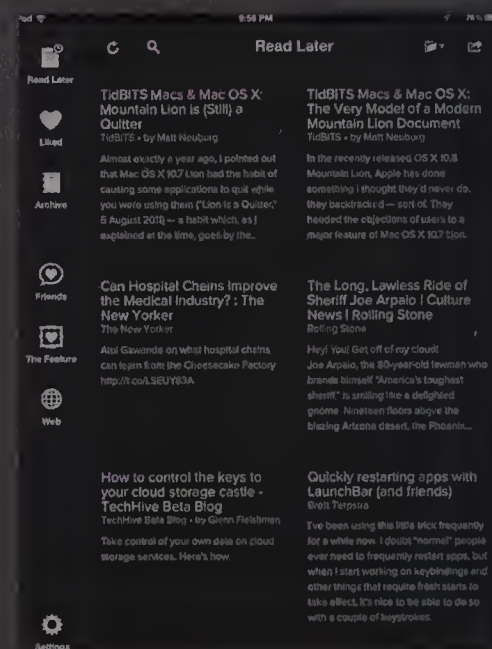 9:56 PM
Read Later
Read Later
Liked
Archive
Friends
The Feature
Web
Settings
TidBITS Macs & Mac OS X:
Mountain Lion is (Still) a
Quitter
TidBITS • by Matt Neuburg
Almost exactly a year ago, I pointed out
that Mac OS X 10.7 Lion had the habit of
causing some applications to quit while
you were using them ("Lion is a Quitter,"
5 August 2011) — a habit which, as I
explained at the time, goes by the...
TidBITS Macs & Mac OS X:
The Very Model of a Modern
Mountain Lion Document
TidBITS • by Matt Neuburg
In the recently released OS X 10.8
Mountain Lion, Apple has done
something I thought they'd never do,
they backtracked — sort of. They
heeded the objections of users to a
major feature of Mac OS X 10.7 Lion.
Can Hospital Chains Improve
the Medical Industry? : The
New Yorker
The New Yorker
Atul Gawande on what hospital chains
can learn from the Cheesecake Factory
The Long, Lawless Ride of
Sheriff Joe Arpaio | Culture
News | Rolling Stone
Rolling Stone
Hey! You! Get off of my cloud!
Joe Arpaio, the 80-year-old lawman who
brands himself "America's toughest
sheriff," is smiling like a delighted
gnome. Nineteen floors above the
blazing Arizona desert, the Phoenix...
How to control the keys to
your cloud storage castle -
TechHive Beta Blog
TechHive Beta Blog • by Glenn Fleishman
Take control of your own data on cloud
storage services. Here's how.
Quickly restarting apps with
LaunchBar (and friends)
Brett Terpstra
I've been using this little trick frequently
for a while now. I doubt "normal" people
ever need to frequently restart apps, but
when I start working on keybindings and
other things that require fresh starts to
take effect, it's nice to be able to do so
with a couple of keystrokes.